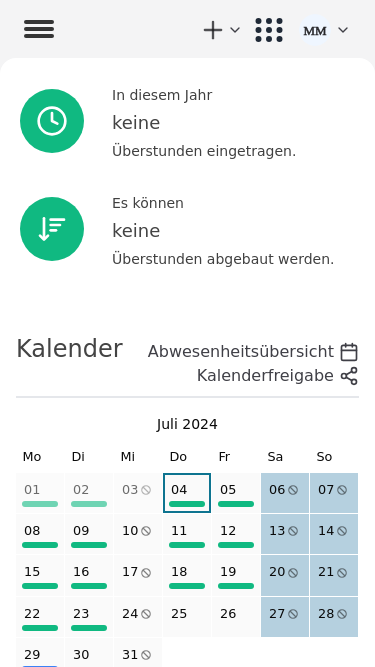 MM
In diesem Jahr
keine
Überstunden eingetragen.
Es können
keine
Überstunden abgebaut werden.
Kalender
Abwesenheitsübersicht
Kalenderfreigabe
Juli 2024
Mo Di Mi Do Fr Sa So
01 02 03 04 05 06 07
08 09 10 11 12 13 14
15 16 17 18 19 20 21
22 23 24 25 26 27 28
29 30 31